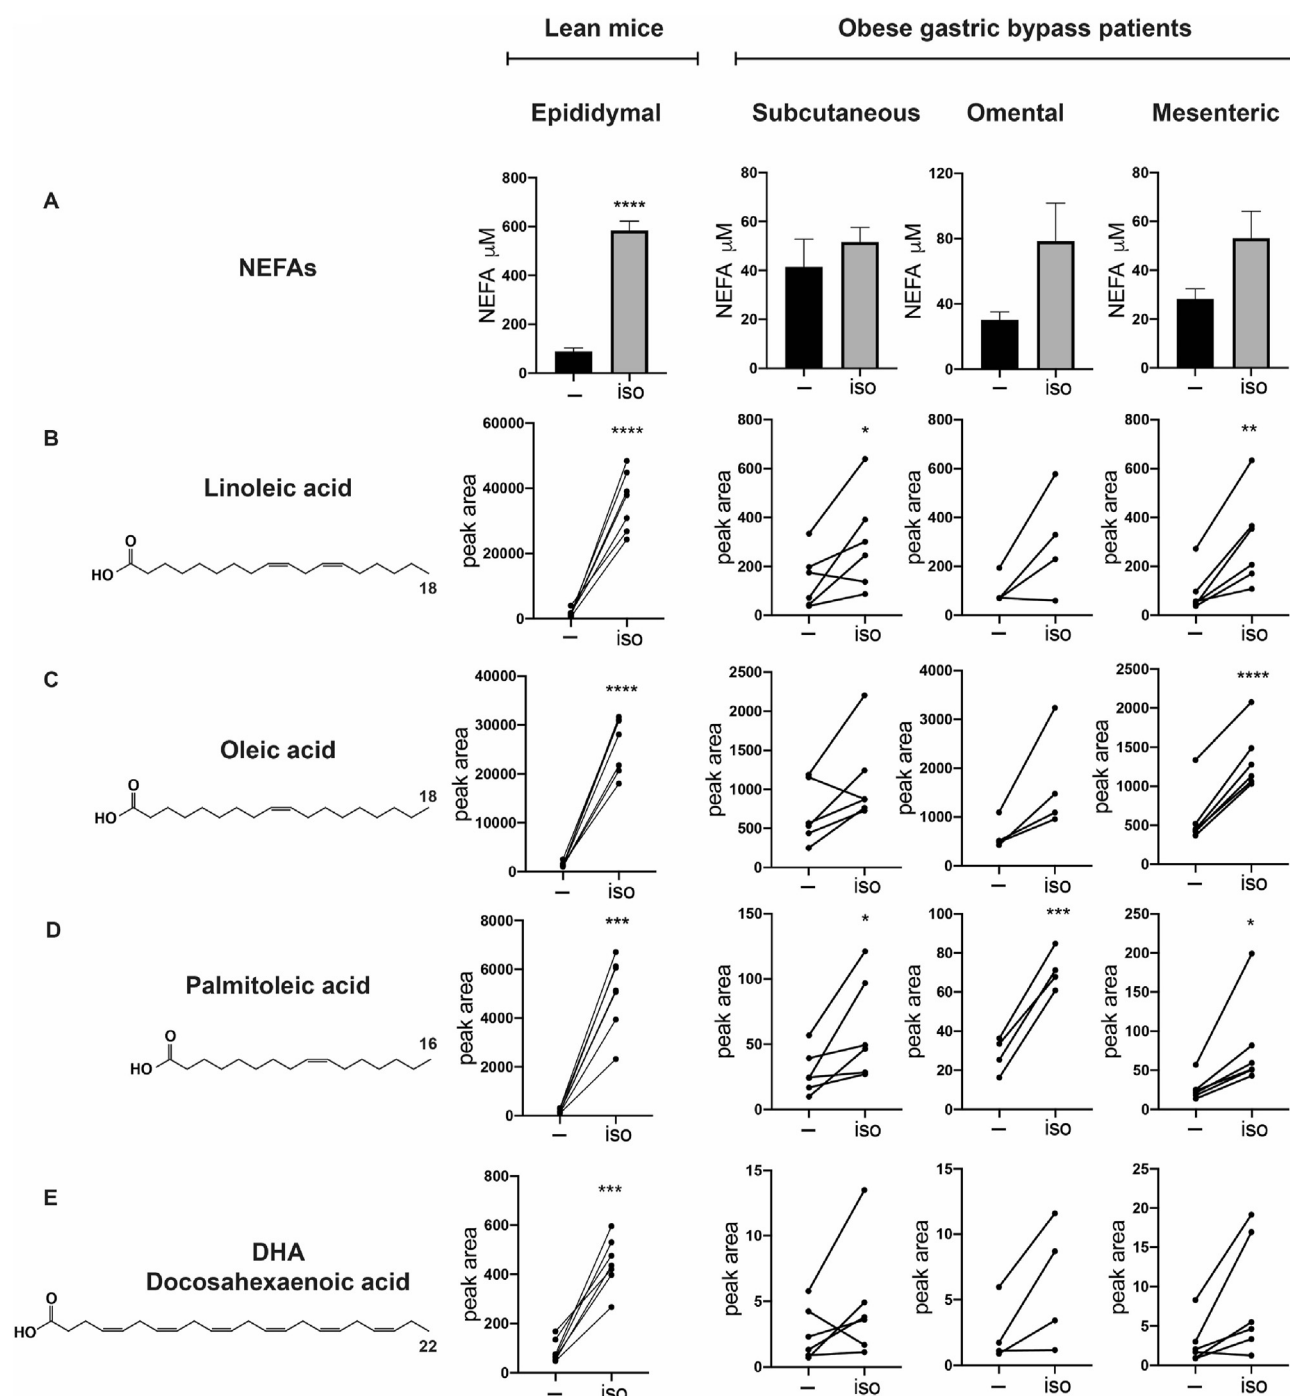 Lean mice Obese gastric bypass patients
Epididymal Subcutaneous Omental Mesenteric
A
NEFAs
NEFA μM
800
600
400
200
0
****
– iso
NEFA μM
80
60
40
20
0
– iso
NEFA μM
120
80
40
0
– iso
NEFA μM
80
60
40
20
0
– iso
B
Linoleic acid
O
HO
18
peak area
60000
40000
20000
0
****
– iso
peak area
800
600
400
200
0
*
– iso
peak area
800
600
400
200
0
– iso
peak area
800
600
400
200
0
**
– iso
C
Oleic acid
O
HO
18
peak area
40000
30000
20000
10000
0
****
– iso
peak area
2500
2000
1500
1000
500
0
– iso
peak area
4000
3000
2000
1000
0
– iso
peak area
2500
2000
1500
1000
500
0
****
– iso
D
Palmitoleic acid
O
HO
16
peak area
8000
6000
4000
2000
0
***
– iso
peak area
150
100
50
0
*
– iso
peak area
100
80
60
40
20
0
***
– iso
peak area
250
200
150
100
50
0
*
– iso
E
DHA
Docosahexaenoic acid
O
HO
22
peak area
800
600
400
200
0
***
– iso
peak area
15
10
5
0
– iso
peak area
15
10
5
0
– iso
peak area
25
20
15
10
5
0
– iso